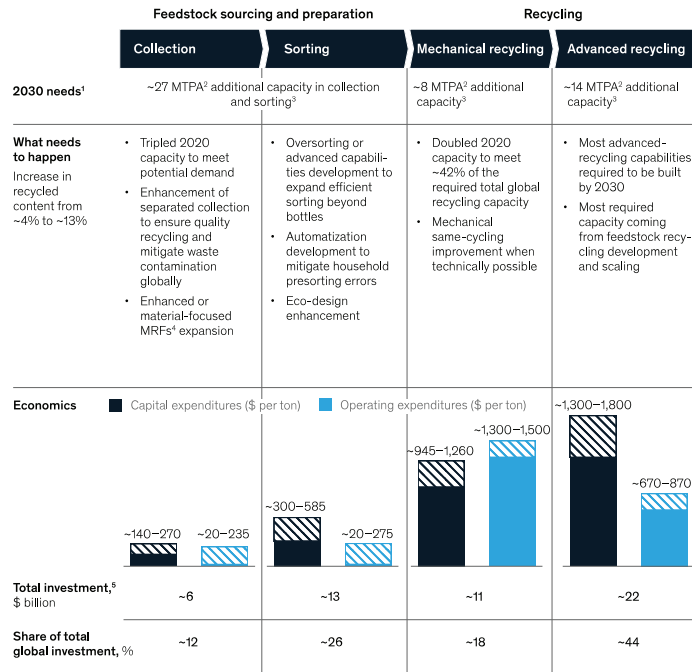 Feedstock sourcing and preparation
Recycling
Collection
Sorting
Mechanical recycling
Advanced recycling
2030 needs¹
~27 MTPA² additional capacity in collection
and sorting³
~8 MTPA² additional
capacity³
~14 MTPA² additional
capacity³
What needs
to happen
Increase in
recycled
content from
~4% to ~13%
• Tripled 2020
capacity to meet
potential demand
• Enhancement of
separated collection
to ensure quality
recycling and
mitigate waste
contamination
globally
• Enhanced or
material-focused
MRFs⁴ expansion
• Oversorting or
advanced capabili-
ties development to
expand efficient
sorting beyond
bottles
• Automatization
development to
mitigate household
presorting errors
• Eco-design
enhancement
• Doubled 2020
capacity to meet
~42% of the
required total global
recycling capacity
• Mechanical
same-cycling
improvement when
technically possible
• Most advanced-
recycling capabilities
required to be built
by 2030
• Most required
capacity coming
from feedstock recy-
cling development
and scaling
Economics
Capital expenditures ($ per ton)
Operating expenditures ($ per ton)
~140–270
~20–235
~300–585
~20–275
~945–1,260
~1,300–1,500
~1,300–1,800
~670–870
Total investment,⁵
$ billion
~6
~13
~11
~22
Share of total
global investment, %
~12
~26
~18
~44